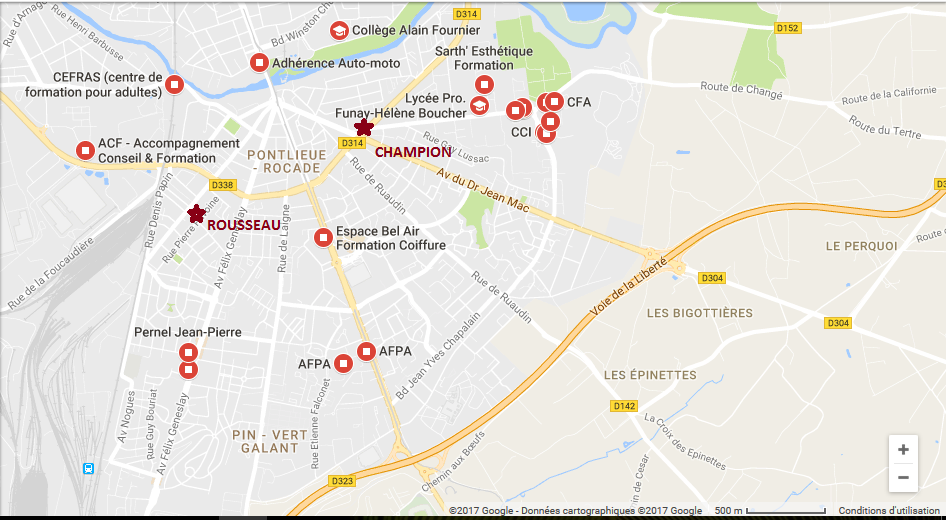 Rue d'Arnage
Rue Henri Barbusse
Bd Winston Ch
D314
D152
Collège Alain Fournier
Sarth' Esthétique
Formation
Adhérence Auto-moto
CEFRAS (centre de
formation pour adultes)
Lycée Pro.
Funay-Hélène Boucher
CFA
CCI
Route de Changé
Route de la Californie
Route du Tertre
D314
CHAMPION
Rue Guy Lussac
ACF - Accompagnement
Conseil & Formation
PONTLIEUE
- ROCADE
D338
Rue de Ruaudin
Av du Dr Jean Mac
D3
Rue Denis Papin
Rue Pierre
ROUSSEAU
Av Félix Geneslay
Rue de Laigne
Espace Bel Air
Formation Coiffure
Route
LE PERQUOI
Rue de la Foucaudière
Voie de la Liberté
D304
Rue de Ruaudin
LES BIGOTTIÈRES
D304
Pernel Jean-Pierre
AFPA
AFPA
Bd Jean Yves Chapalain
LES ÉPINETTES
D142
Av Nogues
Rue Guy Bouriat
Av Félix Geneslay
Rue Etienne Falconet
PIN - VERT
GALANT
La Croix des Epinettes
Chemin aux Bœufs
in de Cesar
D323
+
−
©2017 Google - Données cartographiques ©2017 Google 500 m Conditions d'utilisation